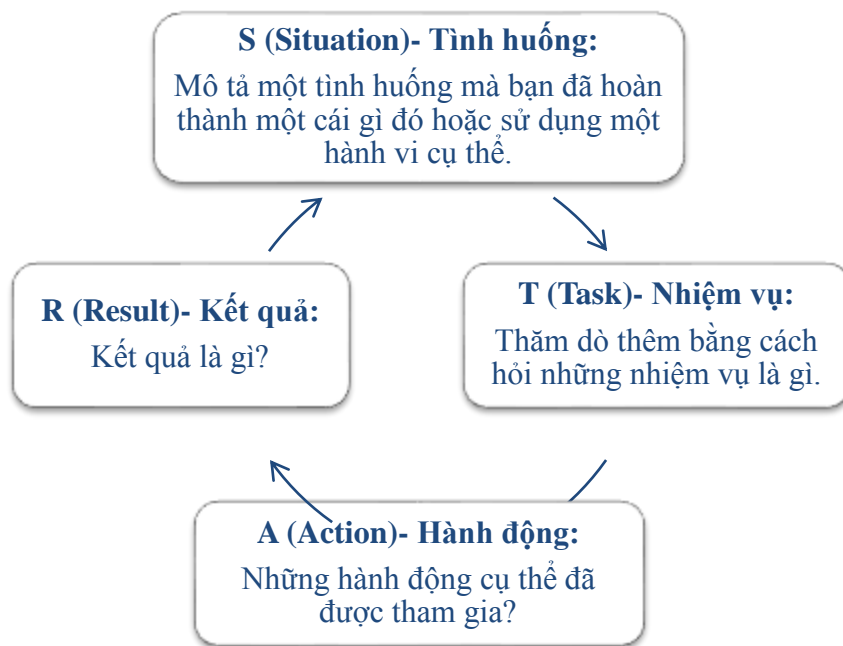 S (Situation)- Tình huống:
Mô tả một tình huống mà bạn đã hoàn
thành một cái gì đó hoặc sử dụng một
hành vi cụ thể.
T (Task)- Nhiệm vụ:
Thăm dò thêm bằng cách
hỏi những nhiệm vụ là gì.
A (Action)- Hành động:
Những hành động cụ thể đã
được tham gia?
R (Result)- Kết quả:
Kết quả là gì?